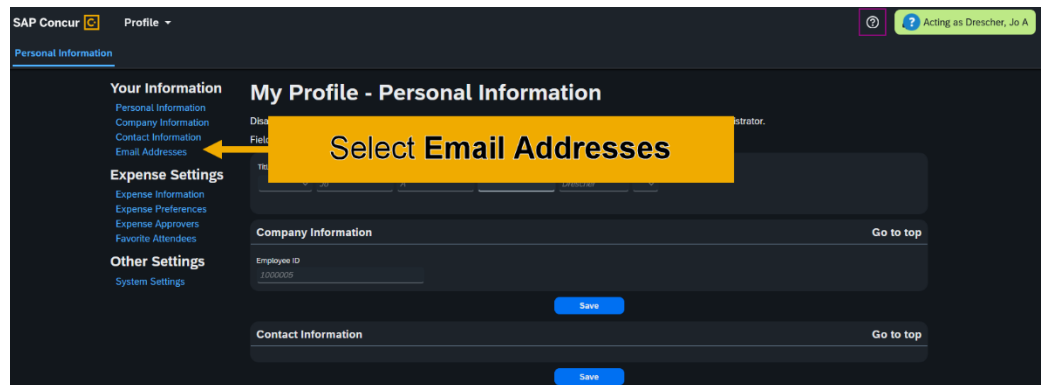 SAP Concur C Profile
Acting as Drescher, Jo A
Personal Information
Your Information
Personal Information
Company Information
Contact Information
Email Addresses
Expense Settings
Expense Information
Expense Preferences
Expense Approvers
Favorite Attendees
Other Settings
System Settings
My Profile - Personal Information
Select Email Addresses
Jo A Drescher
Company Information Go to top
Employee ID
1000005
Save
Contact Information Go to top
Save